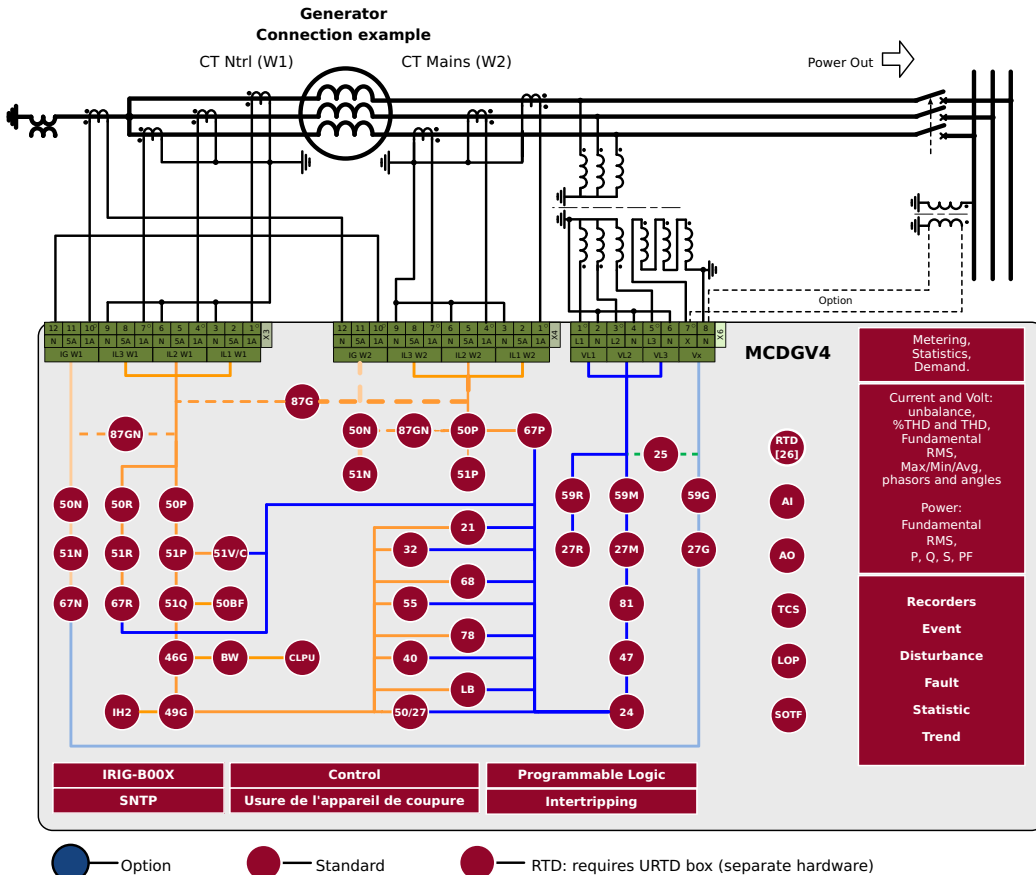 Generator
Connection example
CT Ntrl (W1)
CT Mains (W2)
Power Out
Option
12 11 10 9 8 7 6 5 4 3 2 1
N 5A 1A N 5A 1A N 5A 1A N 5A 1A
IG W1 IL3 W1 IL2 W1 IL1 W1
X3
12 11 10 9 8 7 6 5 4 3 2 1
N 5A 1A N 5A 1A N 5A 1A N 5A 1A
IG W2 IL3 W2 IL2 W2 IL1 W2
X4
1 2 3 4 5 6 7 8
L1 N L2 N L3 N X N
VL1 VL2 VL3 Vx
X6
MCDGV4
Metering,
Statistics,
Demand.
Current and Volt:
unbalance,
%THD and THD,
Fundamental
RMS,
Max/Min/Avg,
phasors and angles
Power:
Fundamental
RMS,
P, Q, S, PF
Recorders
Event
Disturbance
Fault
Statistic
Trend
87G
87GN
50N
87GN
50P
67P
51N
51P
25
RTD
[26]
50N
50R
50P
59R
59M
59G
AI
21
51N
51R
51P
51V/C
32
27R
27M
27G
AO
68
67N
67R
51Q
50BF
55
81
TCS
78
46G
BW
CLPU
40
47
LOP
LB
IH2
49G
50/27
24
SOTF
IRIG-B00X
Control
Programmable Logic
SNTP
Usure de l'appareil de coupure
Intertripping
Option
Standard
RTD: requires URTD box (separate hardware)